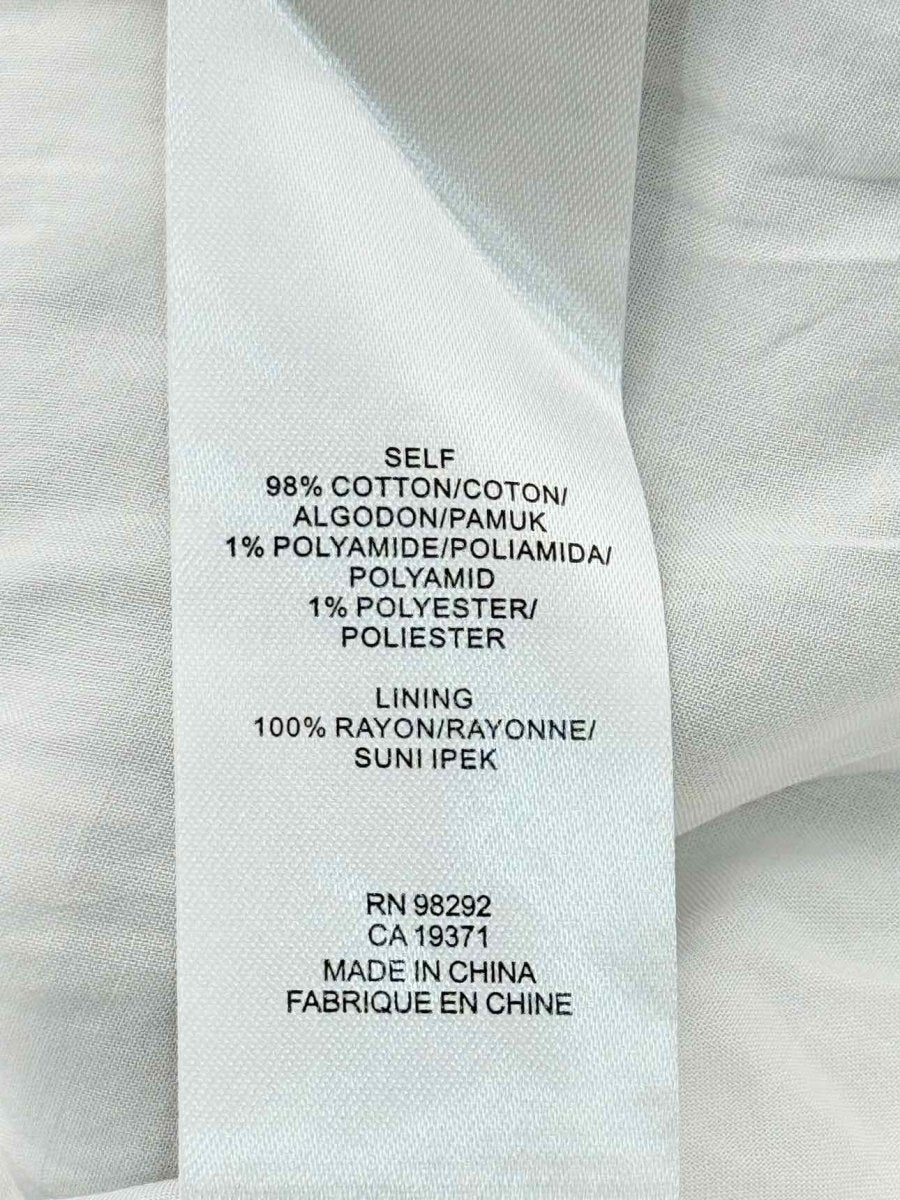 SELF
98% COTTON/COTON/
ALGODON/PAMUK
1% POLYAMIDE/POLIAMIDA/
POLYAMID
1% POLYESTER/
POLIESTER
LINING
100% RAYON/RAYONNE/
SUNI IPEK
RN 98292
CA 19371
MADE IN CHINA
FABRIQUE EN CHINE